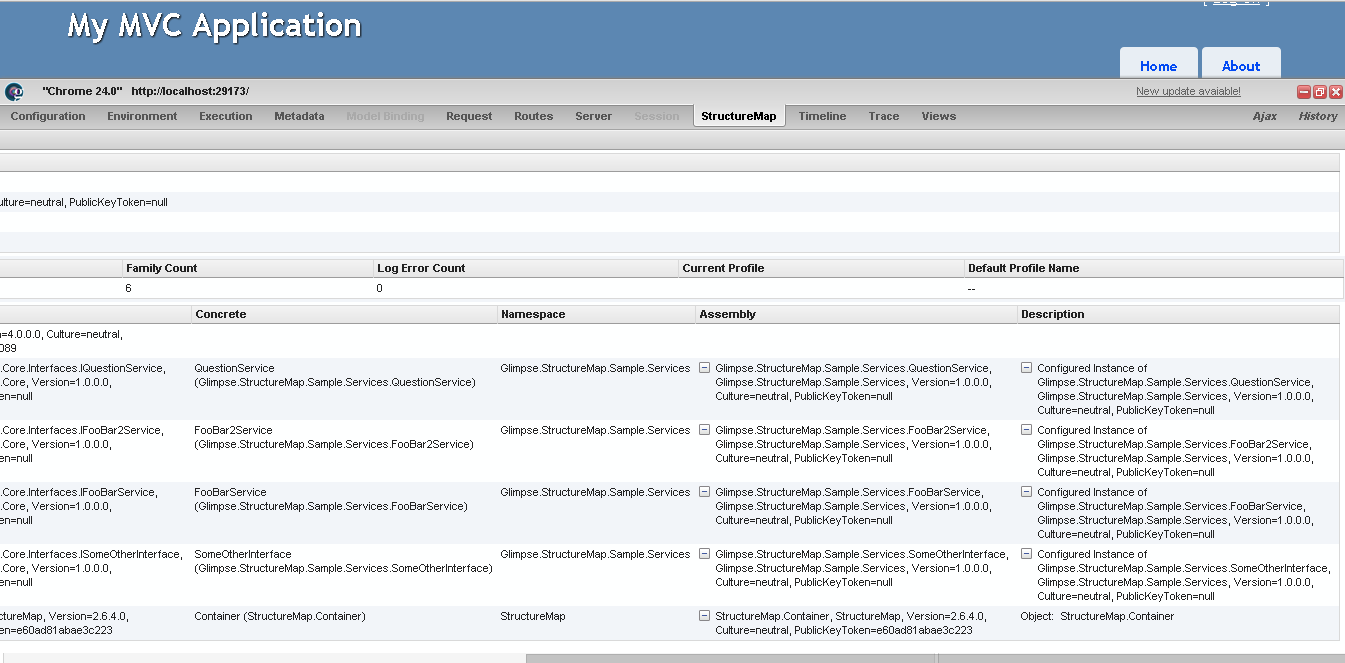 [ Log On ]
My MVC Application
Home About
"Chrome 24.0" http://localhost:29173/ New update avaiable!
Configuration Environment Execution Metadata Model Binding Request Routes Server Session StructureMap Timeline Trace Views Ajax History
ulture=neutral, PublicKeyToken=null
Family Count Log Error Count Current Profile Default Profile Name
6 0 --
Concrete Namespace Assembly Description
n=4.0.0.0, Culture=neutral,
089
.Core.Interfaces.IQuestionService, QuestionService Glimpse.StructureMap.Sample.Services Glimpse.StructureMap.Sample.Services.QuestionService, Configured Instance of
.Core, Version=1.0.0.0, (Glimpse.StructureMap.Sample.Services.QuestionService) Glimpse.StructureMap.Sample.Services, Version=1.0.0.0, Glimpse.StructureMap.Sample.Services.QuestionService,
en=null Culture=neutral, PublicKeyToken=null Glimpse.StructureMap.Sample.Services, Version=1.0.0.0,
Culture=neutral, PublicKeyToken=null
.Core.Interfaces.IFooBar2Service, FooBar2Service Glimpse.StructureMap.Sample.Services Glimpse.StructureMap.Sample.Services.FooBar2Service, Configured Instance of
.Core, Version=1.0.0.0, (Glimpse.StructureMap.Sample.Services.FooBar2Service) Glimpse.StructureMap.Sample.Services, Version=1.0.0.0, Glimpse.StructureMap.Sample.Services.FooBar2Service,
en=null Culture=neutral, PublicKeyToken=null Glimpse.StructureMap.Sample.Services, Version=1.0.0.0,
Culture=neutral, PublicKeyToken=null
.Core.Interfaces.IFooBarService, FooBarService Glimpse.StructureMap.Sample.Services Glimpse.StructureMap.Sample.Services.FooBarService, Configured Instance of
.Core, Version=1.0.0.0, (Glimpse.StructureMap.Sample.Services.FooBarService) Glimpse.StructureMap.Sample.Services, Version=1.0.0.0, Glimpse.StructureMap.Sample.Services.FooBarService,
en=null Culture=neutral, PublicKeyToken=null Glimpse.StructureMap.Sample.Services, Version=1.0.0.0,
Culture=neutral, PublicKeyToken=null
.Core.Interfaces.ISomeOtherInterface, SomeOtherInterface Glimpse.StructureMap.Sample.Services Glimpse.StructureMap.Sample.Services.SomeOtherInterface, Configured Instance of
.Core, Version=1.0.0.0, (Glimpse.StructureMap.Sample.Services.SomeOtherInterface) Glimpse.StructureMap.Sample.Services, Version=1.0.0.0, Glimpse.StructureMap.Sample.Services.SomeOtherInterface,
en=null Culture=neutral, PublicKeyToken=null Glimpse.StructureMap.Sample.Services, Version=1.0.0.0,
Culture=neutral, PublicKeyToken=null
ctureMap, Version=2.6.4.0, Container (StructureMap.Container) StructureMap StructureMap.Container, StructureMap, Version=2.6.4.0, Object: StructureMap.Container
en=e60ad81abae3c223 Culture=neutral, PublicKeyToken=e60ad81abae3c223